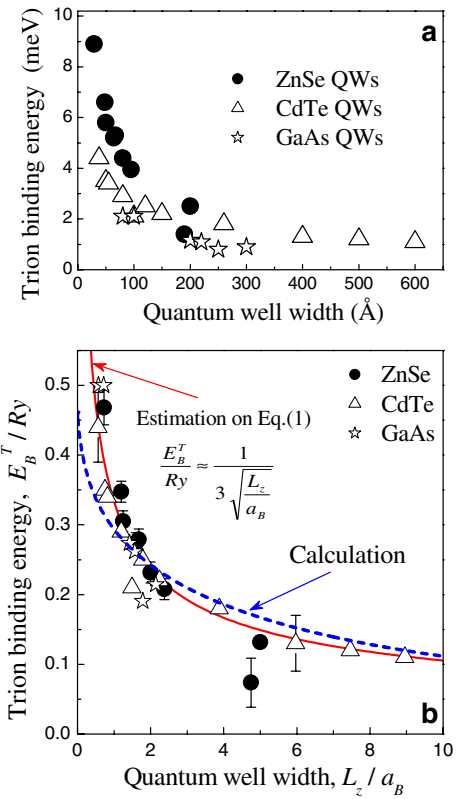 a
10
8
6
4
2
0
Trion binding energy (meV)
ZnSe QWs
CdTe QWs
GaAs QWs
0 100 200 300 400 500 600
Quantum well width (Å)
0.5
0.4
0.3
0.2
0.1
0.0
Trion binding energy, E_B^T / Ry
ZnSe
CdTe
GaAs
Estimation on Eq.(1)
E_B^T / Ry ≈ 1 / 3 √(L_z / a_B)
Calculation
b
0 2 4 6 8 10
Quantum well width, L_z / a_B